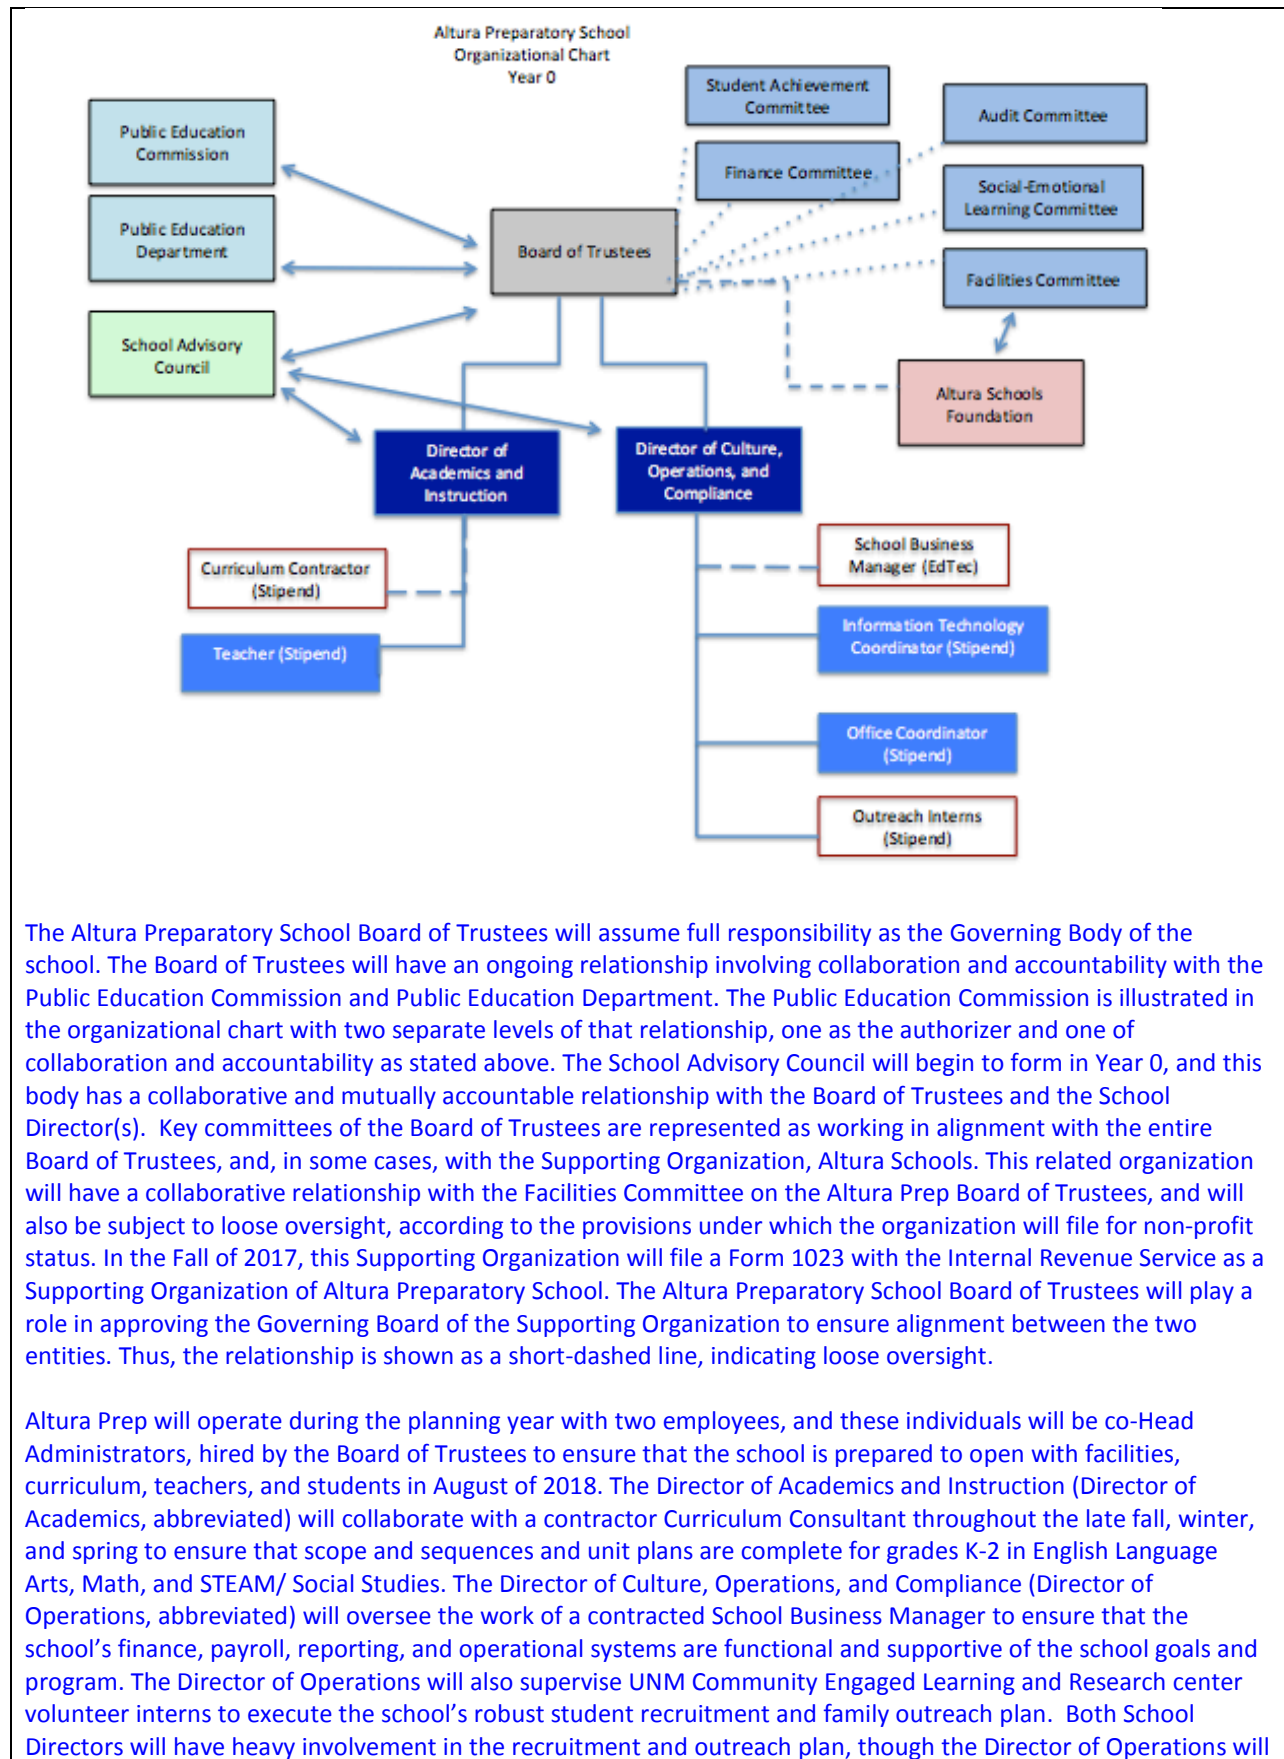 Altura Preparatory School
Organizational Chart
Year 0
Student Achievement
Committee
Audit Committee
Public Education
Commission
Finance Committee
Social-Emotional
Learning Committee
Public Education
Department
Board of Trustees
Facilities Committee
School Advisory
Council
Altura Schools
Foundation
Director of
Academics and
Instruction
Director of Culture,
Operations, and
Compliance
School Business
Manager (EdTec)
Curriculum Contractor
(Stipend)
Information Technology
Coordinator (Stipend)
Teacher (Stipend)
Office Coordinator
(Stipend)
Outreach Interns
(Stipend)
The Altura Preparatory School Board of Trustees will assume full responsibility as the Governing Body of the
school. The Board of Trustees will have an ongoing relationship involving collaboration and accountability with the
Public Education Commission and Public Education Department. The Public Education Commission is illustrated in
the organizational chart with two separate levels of that relationship, one as the authorizer and one of
collaboration and accountability as stated above. The School Advisory Council will begin to form in Year 0, and this
body has a collaborative and mutually accountable relationship with the Board of Trustees and the School
Director(s).  Key committees of the Board of Trustees are represented as working in alignment with the entire
Board of Trustees, and, in some cases, with the Supporting Organization, Altura Schools. This related organization
will have a collaborative relationship with the Facilities Committee on the Altura Prep Board of Trustees, and will
also be subject to loose oversight, according to the provisions under which the organization will file for non-profit
status. In the Fall of 2017, this Supporting Organization will file a Form 1023 with the Internal Revenue Service as a
Supporting Organization of Altura Preparatory School. The Altura Preparatory School Board of Trustees will play a
role in approving the Governing Board of the Supporting Organization to ensure alignment between the two
entities. Thus, the relationship is shown as a short-dashed line, indicating loose oversight.
Altura Prep will operate during the planning year with two employees, and these individuals will be co-Head
Administrators, hired by the Board of Trustees to ensure that the school is prepared to open with facilities,
curriculum, teachers, and students in August of 2018. The Director of Academics and Instruction (Director of
Academics, abbreviated) will collaborate with a contractor Curriculum Consultant throughout the late fall, winter,
and spring to ensure that scope and sequences and unit plans are complete for grades K-2 in English Language
Arts, Math, and STEAM/ Social Studies. The Director of Culture, Operations, and Compliance (Director of
Operations, abbreviated) will oversee the work of a contracted School Business Manager to ensure that the
school’s finance, payroll, reporting, and operational systems are functional and supportive of the school goals and
program. The Director of Operations will also supervise UNM Community Engaged Learning and Research center
volunteer interns to execute the school’s robust student recruitment and family outreach plan.  Both School
Directors will have heavy involvement in the recruitment and outreach plan, though the Director of Operations will